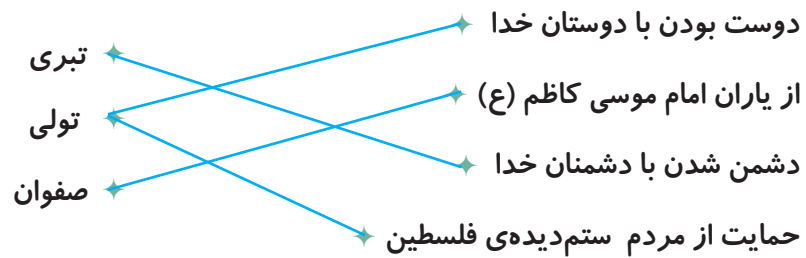 دوست بودن با دوستان خدا
از یاران امام موسی کاظم (ع)
دشمن شدن با دشمنان خدا
حمایت از مردم ستم‌دیده‌ی فلسطین
تبری
تولی
صفوان